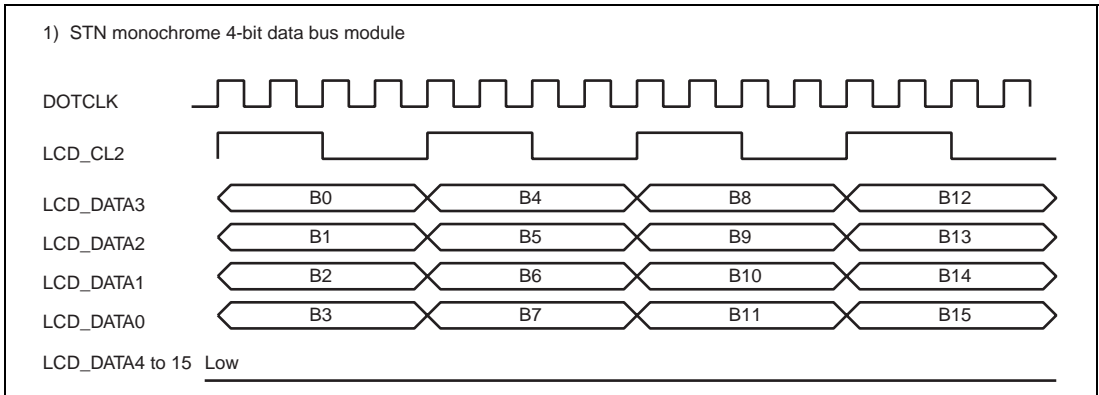 1) STN monochrome 4-bit data bus module
DOTCLK
LCD_CL2
LCD_DATA3 B0 B4 B8 B12
LCD_DATA2 B1 B5 B9 B13
LCD_DATA1 B2 B6 B10 B14
LCD_DATA0 B3 B7 B11 B15
LCD_DATA4 to 15 Low